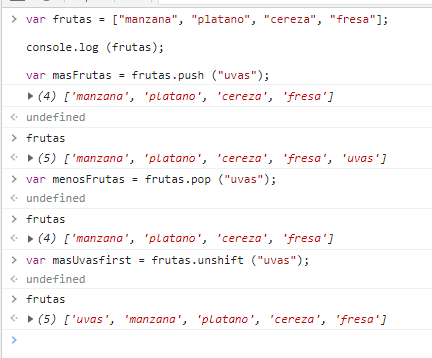 > var frutas = ["manzana", "platano", "cereza", "fresa"];
console.log (frutas);
var masFrutas = frutas.push ("uvas");
▶ (4) ['manzana', 'platano', 'cereza', 'fresa']
<· undefined
> frutas
<· ▶ (5) ['manzana', 'platano', 'cereza', 'fresa', 'uvas']
> var menosFrutas = frutas.pop ("uvas");
<· undefined
> frutas
<· ▶ (4) ['manzana', 'platano', 'cereza', 'fresa']
> var masUvasfirst = frutas.unshift ("uvas");
<· undefined
> frutas
<· ▶ (5) ['uvas', 'manzana', 'platano', 'cereza', 'fresa']
>